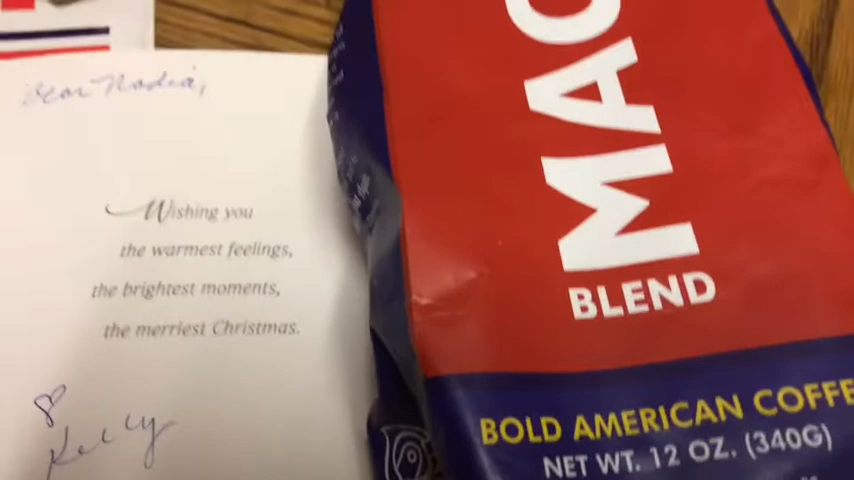 Dear Nadia,
Wishing you
the warmest feelings,
the brightest moments,
the merriest Christmas.
♡
Kelly
BLEND
BOLD AMERICAN COFFE
NET WT. 12 OZ. (340G)